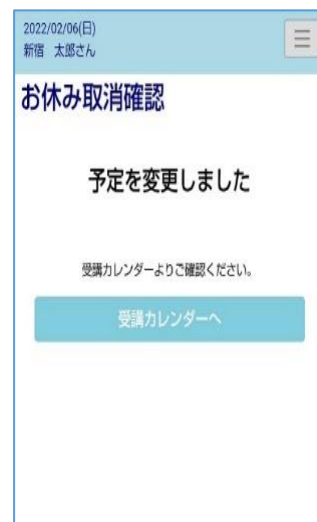 2022/02/06(日)
新宿　太郎さん
お休み取消確認
予定を変更しました
受講カレンダーよりご確認ください。
受講カレンダーへ